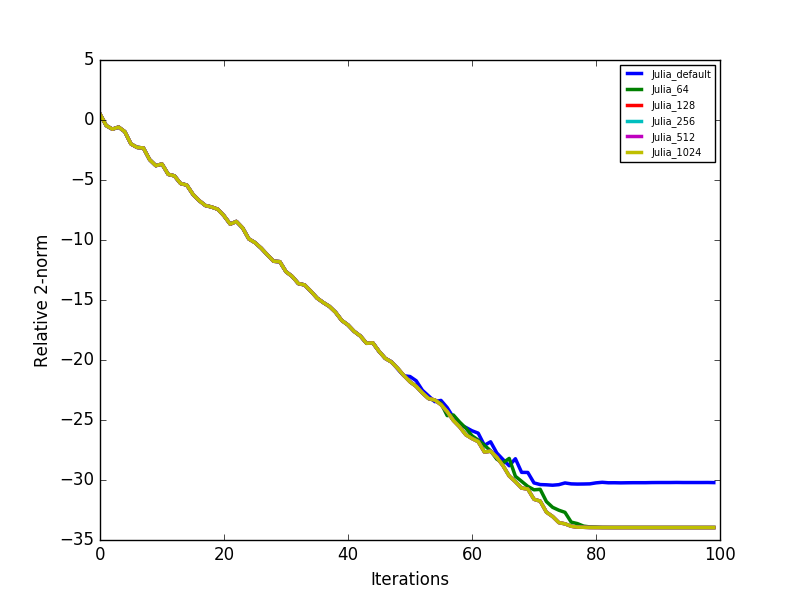 5
0
−5
−10
−15
−20
−25
−30
−35
Relative 2-norm
Julia_default
Julia_64
Julia_128
Julia_256
Julia_512
Julia_1024
0 20 40 60 80 100
Iterations